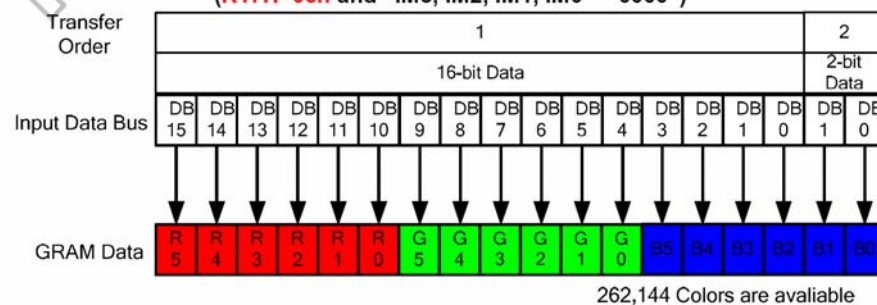 Transfer Order 1 2
16-bit Data 2-bit Data
Input Data Bus DB 15 DB 14 DB 13 DB 12 DB 11 DB 10 DB 9 DB 8 DB 7 DB 6 DB 5 DB 4 DB 3 DB 2 DB 1 DB 0 DB 1 DB 0
GRAM Data R 5 R 4 R 3 R 2 R 1 R 0 G 5 G 4 G 3 G 2 G 1 G 0 B5 B4 B3 B2 B1 B0
262,144 Colors are avaliable